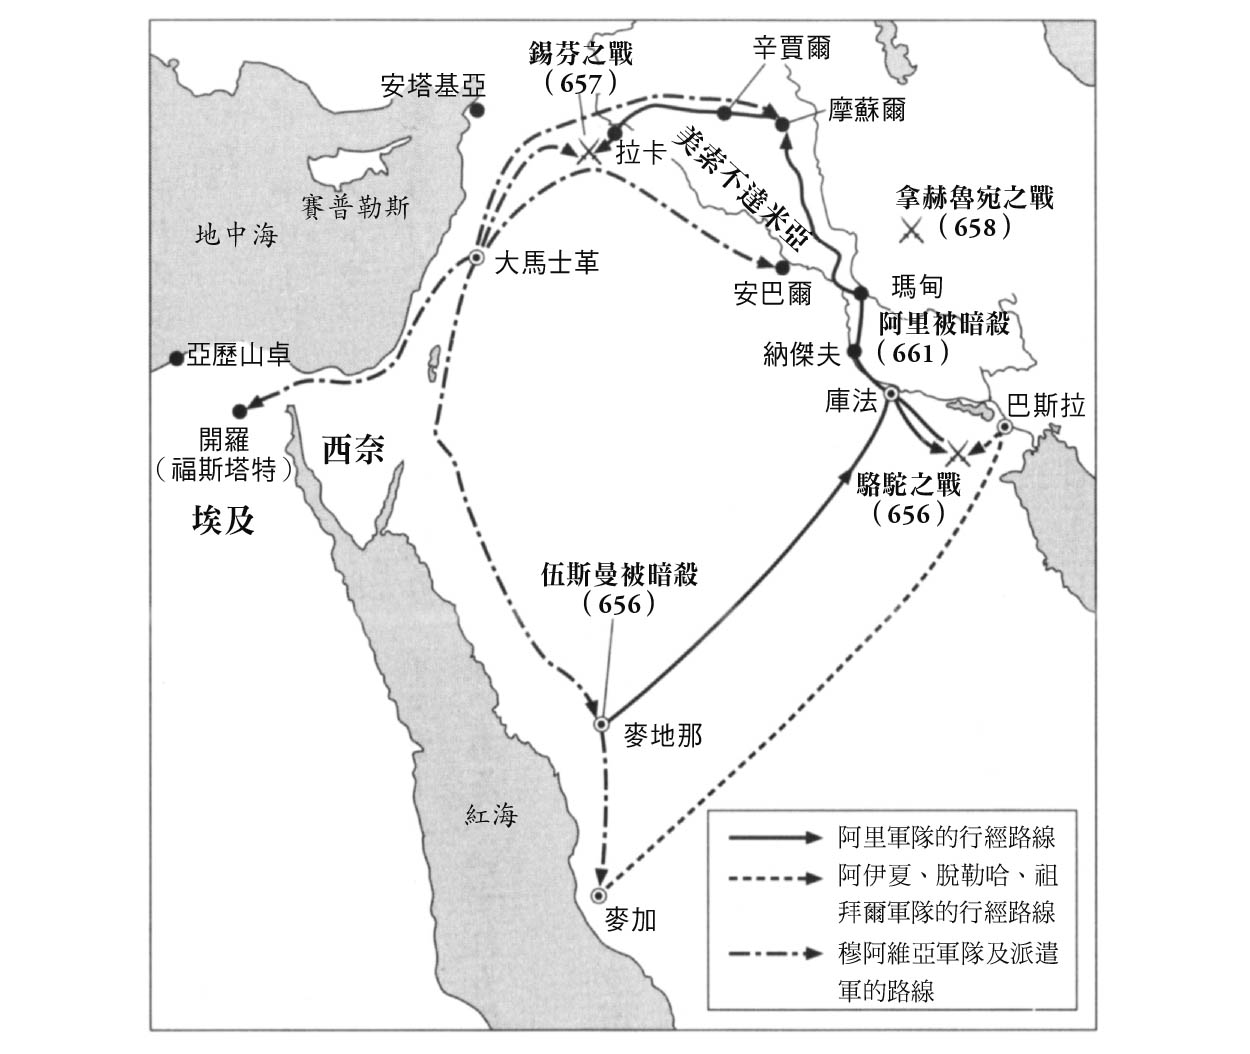 錫芬之戰
（657）
辛賈爾
安塔基亞
摩蘇爾
拉卡
美索不達米亞
賽普勒斯
地中海
拿赫魯宛之戰
（658）
大馬士革
安巴爾
瑪甸
阿里被暗殺
（661）
納傑夫
亞歷山卓
庫法
巴斯拉
開羅
（福斯塔特）
西奈
埃及
駱駝之戰
（656）
伍斯曼被暗殺
（656）
麥地那
紅海
麥加
阿里軍隊的行經路線
阿伊夏、脫勒哈、祖
拜爾軍隊的行經路線
穆阿維亞軍隊及派遣
軍的路線